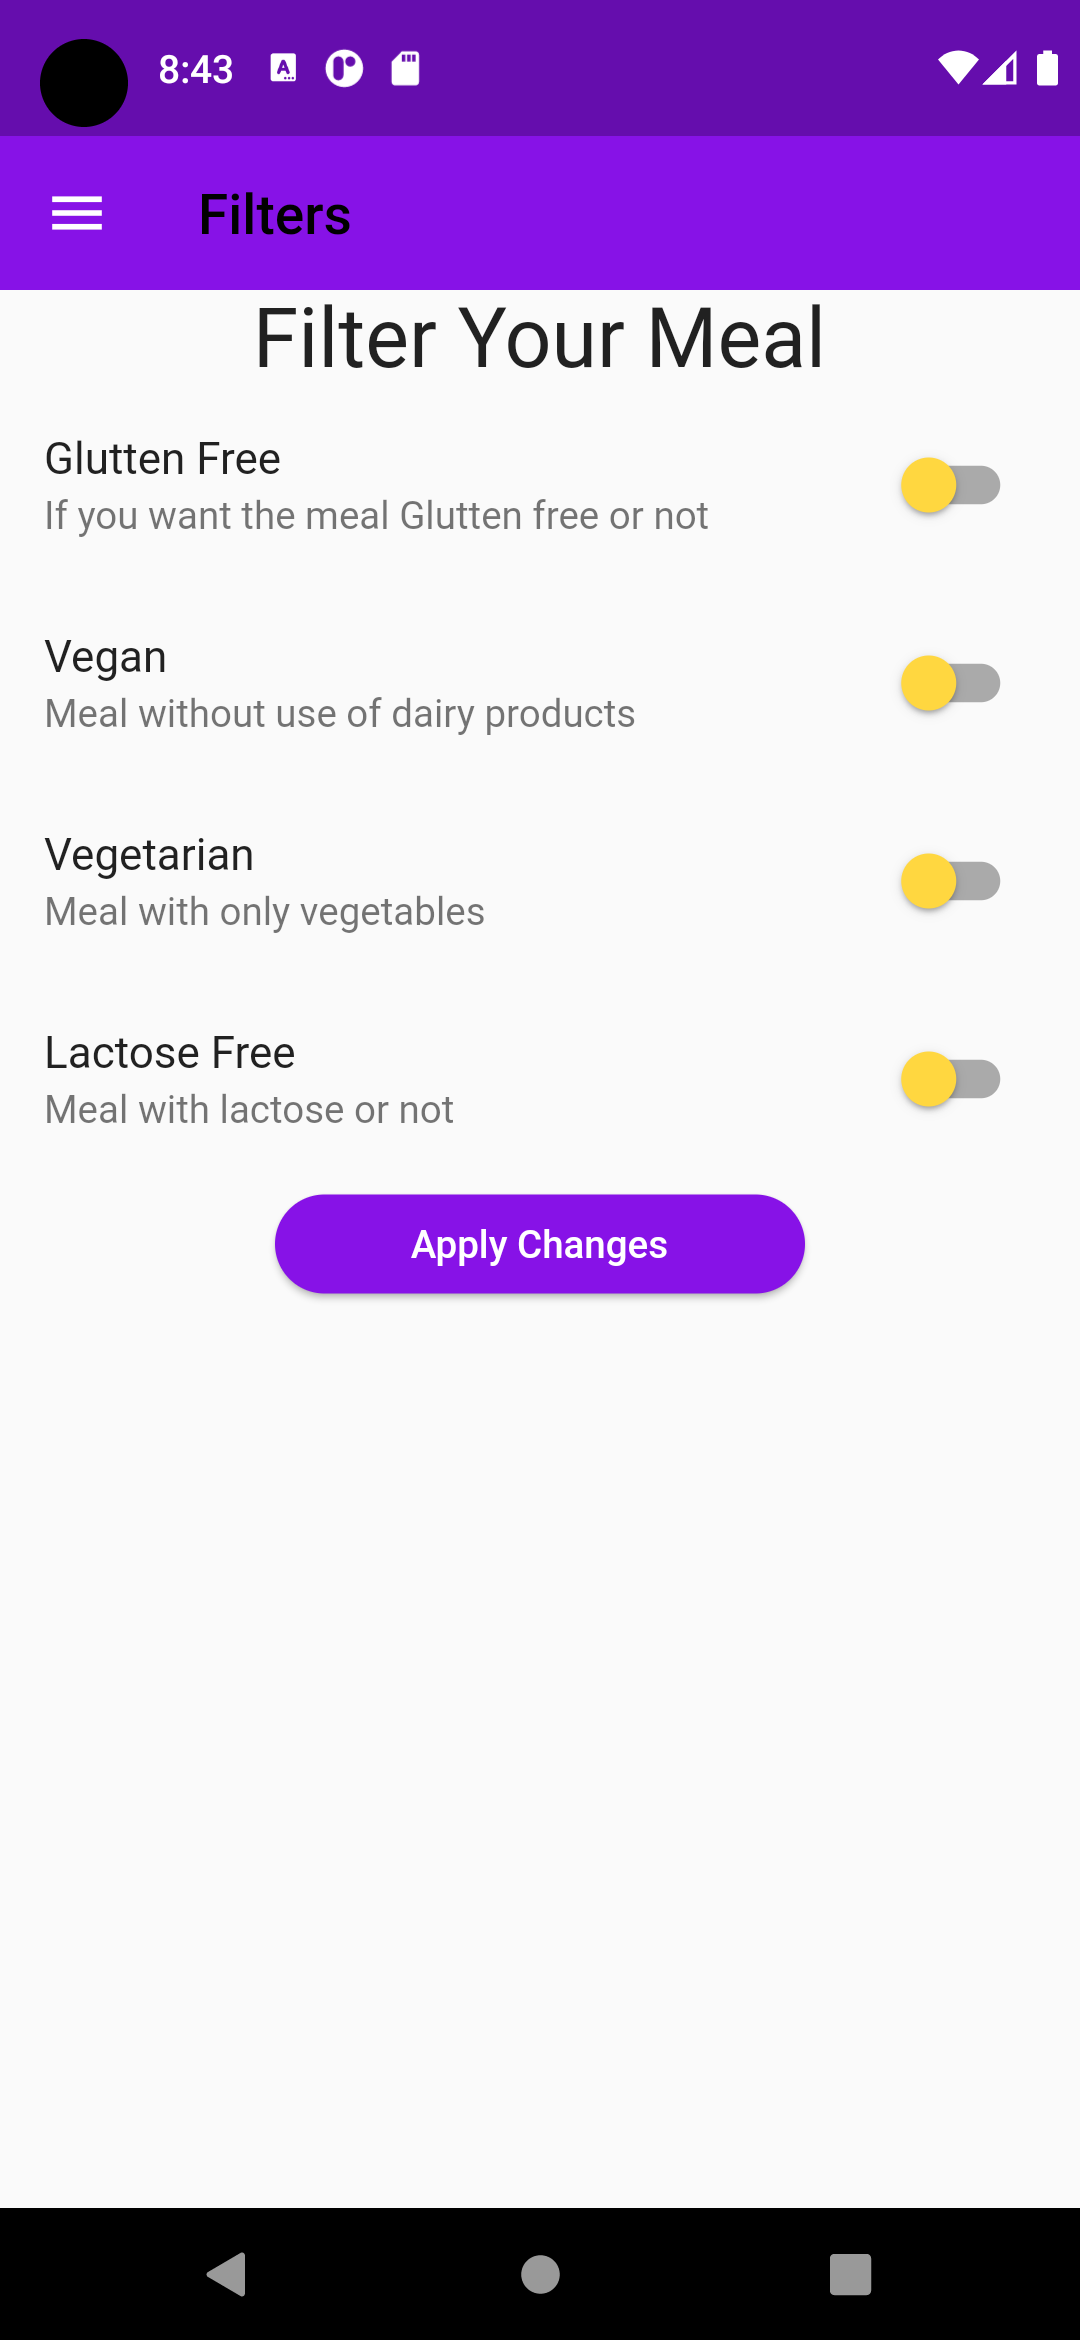 8:43
Filters
Filter Your Meal
Glutten Free
If you want the meal Glutten free or not
Vegan
Meal without use of dairy products
Vegetarian
Meal with only vegetables
Lactose Free
Meal with lactose or not
Apply Changes